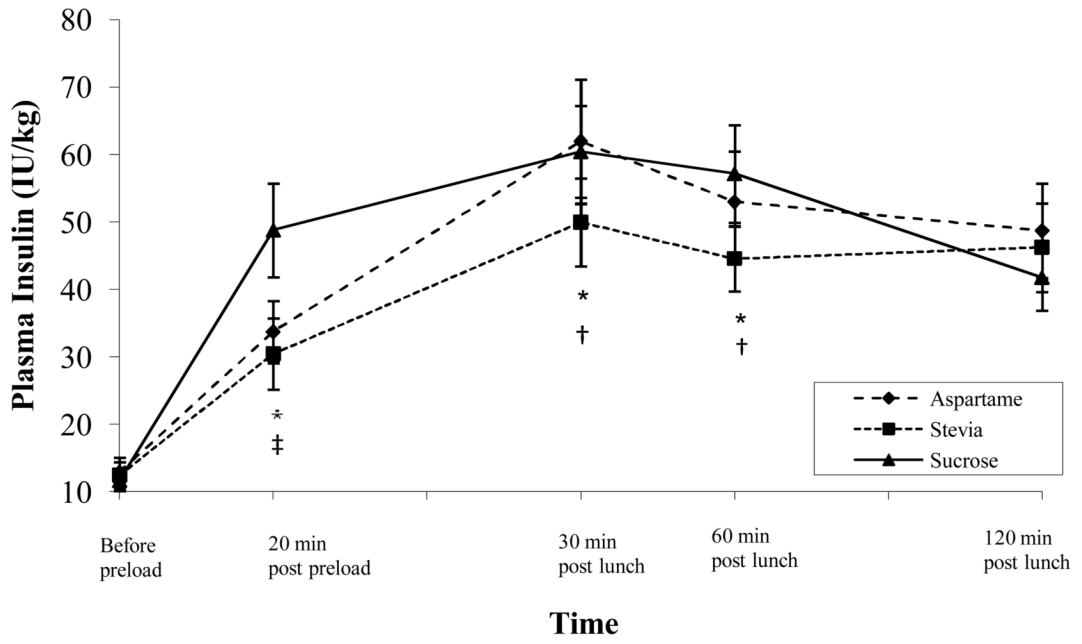 80
70
60
50
40
30
20
10
Plasma Insulin (IU/kg)
*
‡
*
†
*
†
Aspartame
Stevia
Sucrose
Before
preload
20 min
post preload
30 min
post lunch
60 min
post lunch
120 min
post lunch
Time